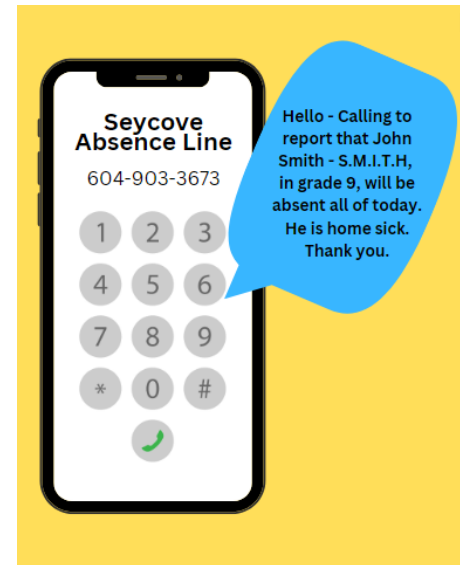 Seycove
Absence Line
604-903-3673
1 2 3
4 5 6
7 8 9
* 0 #
Hello - Calling to
report that John
Smith - S.M.I.T.H,
in grade 9, will be
absent all of today.
He is home sick.
Thank you.